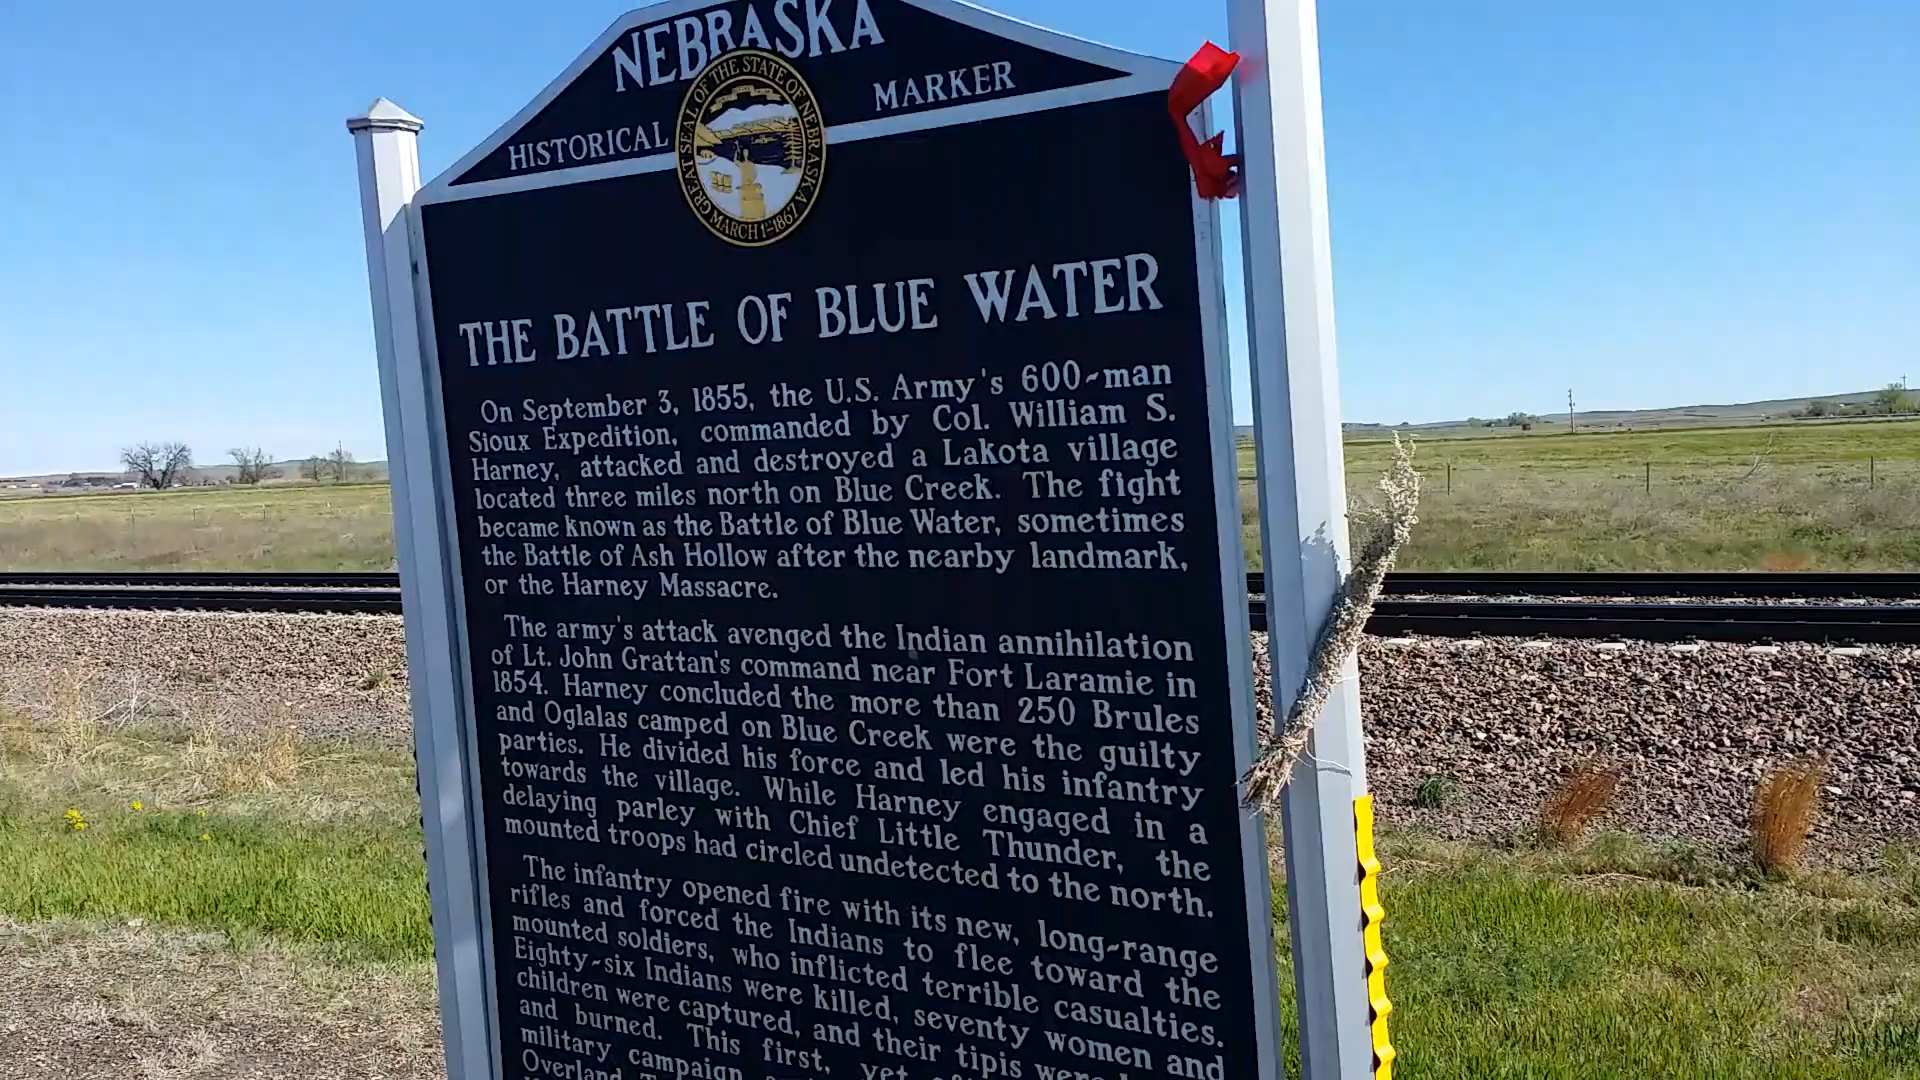 NEBRASKA
HISTORICAL MARKER
GREAT SEAL OF THE STATE OF NEBRASKA
MARCH 1ST 1867
THE BATTLE OF BLUE WATER
On September 3, 1855, the U.S. Army's 600-man
Sioux Expedition, commanded by Col. William S.
Harney, attacked and destroyed a Lakota village
located three miles north on Blue Creek. The fight
became known as the Battle of Blue Water, sometimes
the Battle of Ash Hollow after the nearby landmark,
or the Harney Massacre.
The army's attack avenged the Indian annihilation
of Lt. John Grattan's command near Fort Laramie in
1854. Harney concluded the more than 250 Brules
and Oglalas camped on Blue Creek were the guilty
parties. He divided his force and led his infantry
towards the village. While Harney engaged in a
delaying parley with Chief Little Thunder, the
mounted troops had circled undetected to the north.
The infantry opened fire with its new, long-range
rifles and forced the Indians to flee toward the
mounted soldiers, who inflicted terrible casualties.
Eighty-six Indians were killed, seventy women and
children were captured, and their tipis were
and burned. This first, yet
military campaign
Overland